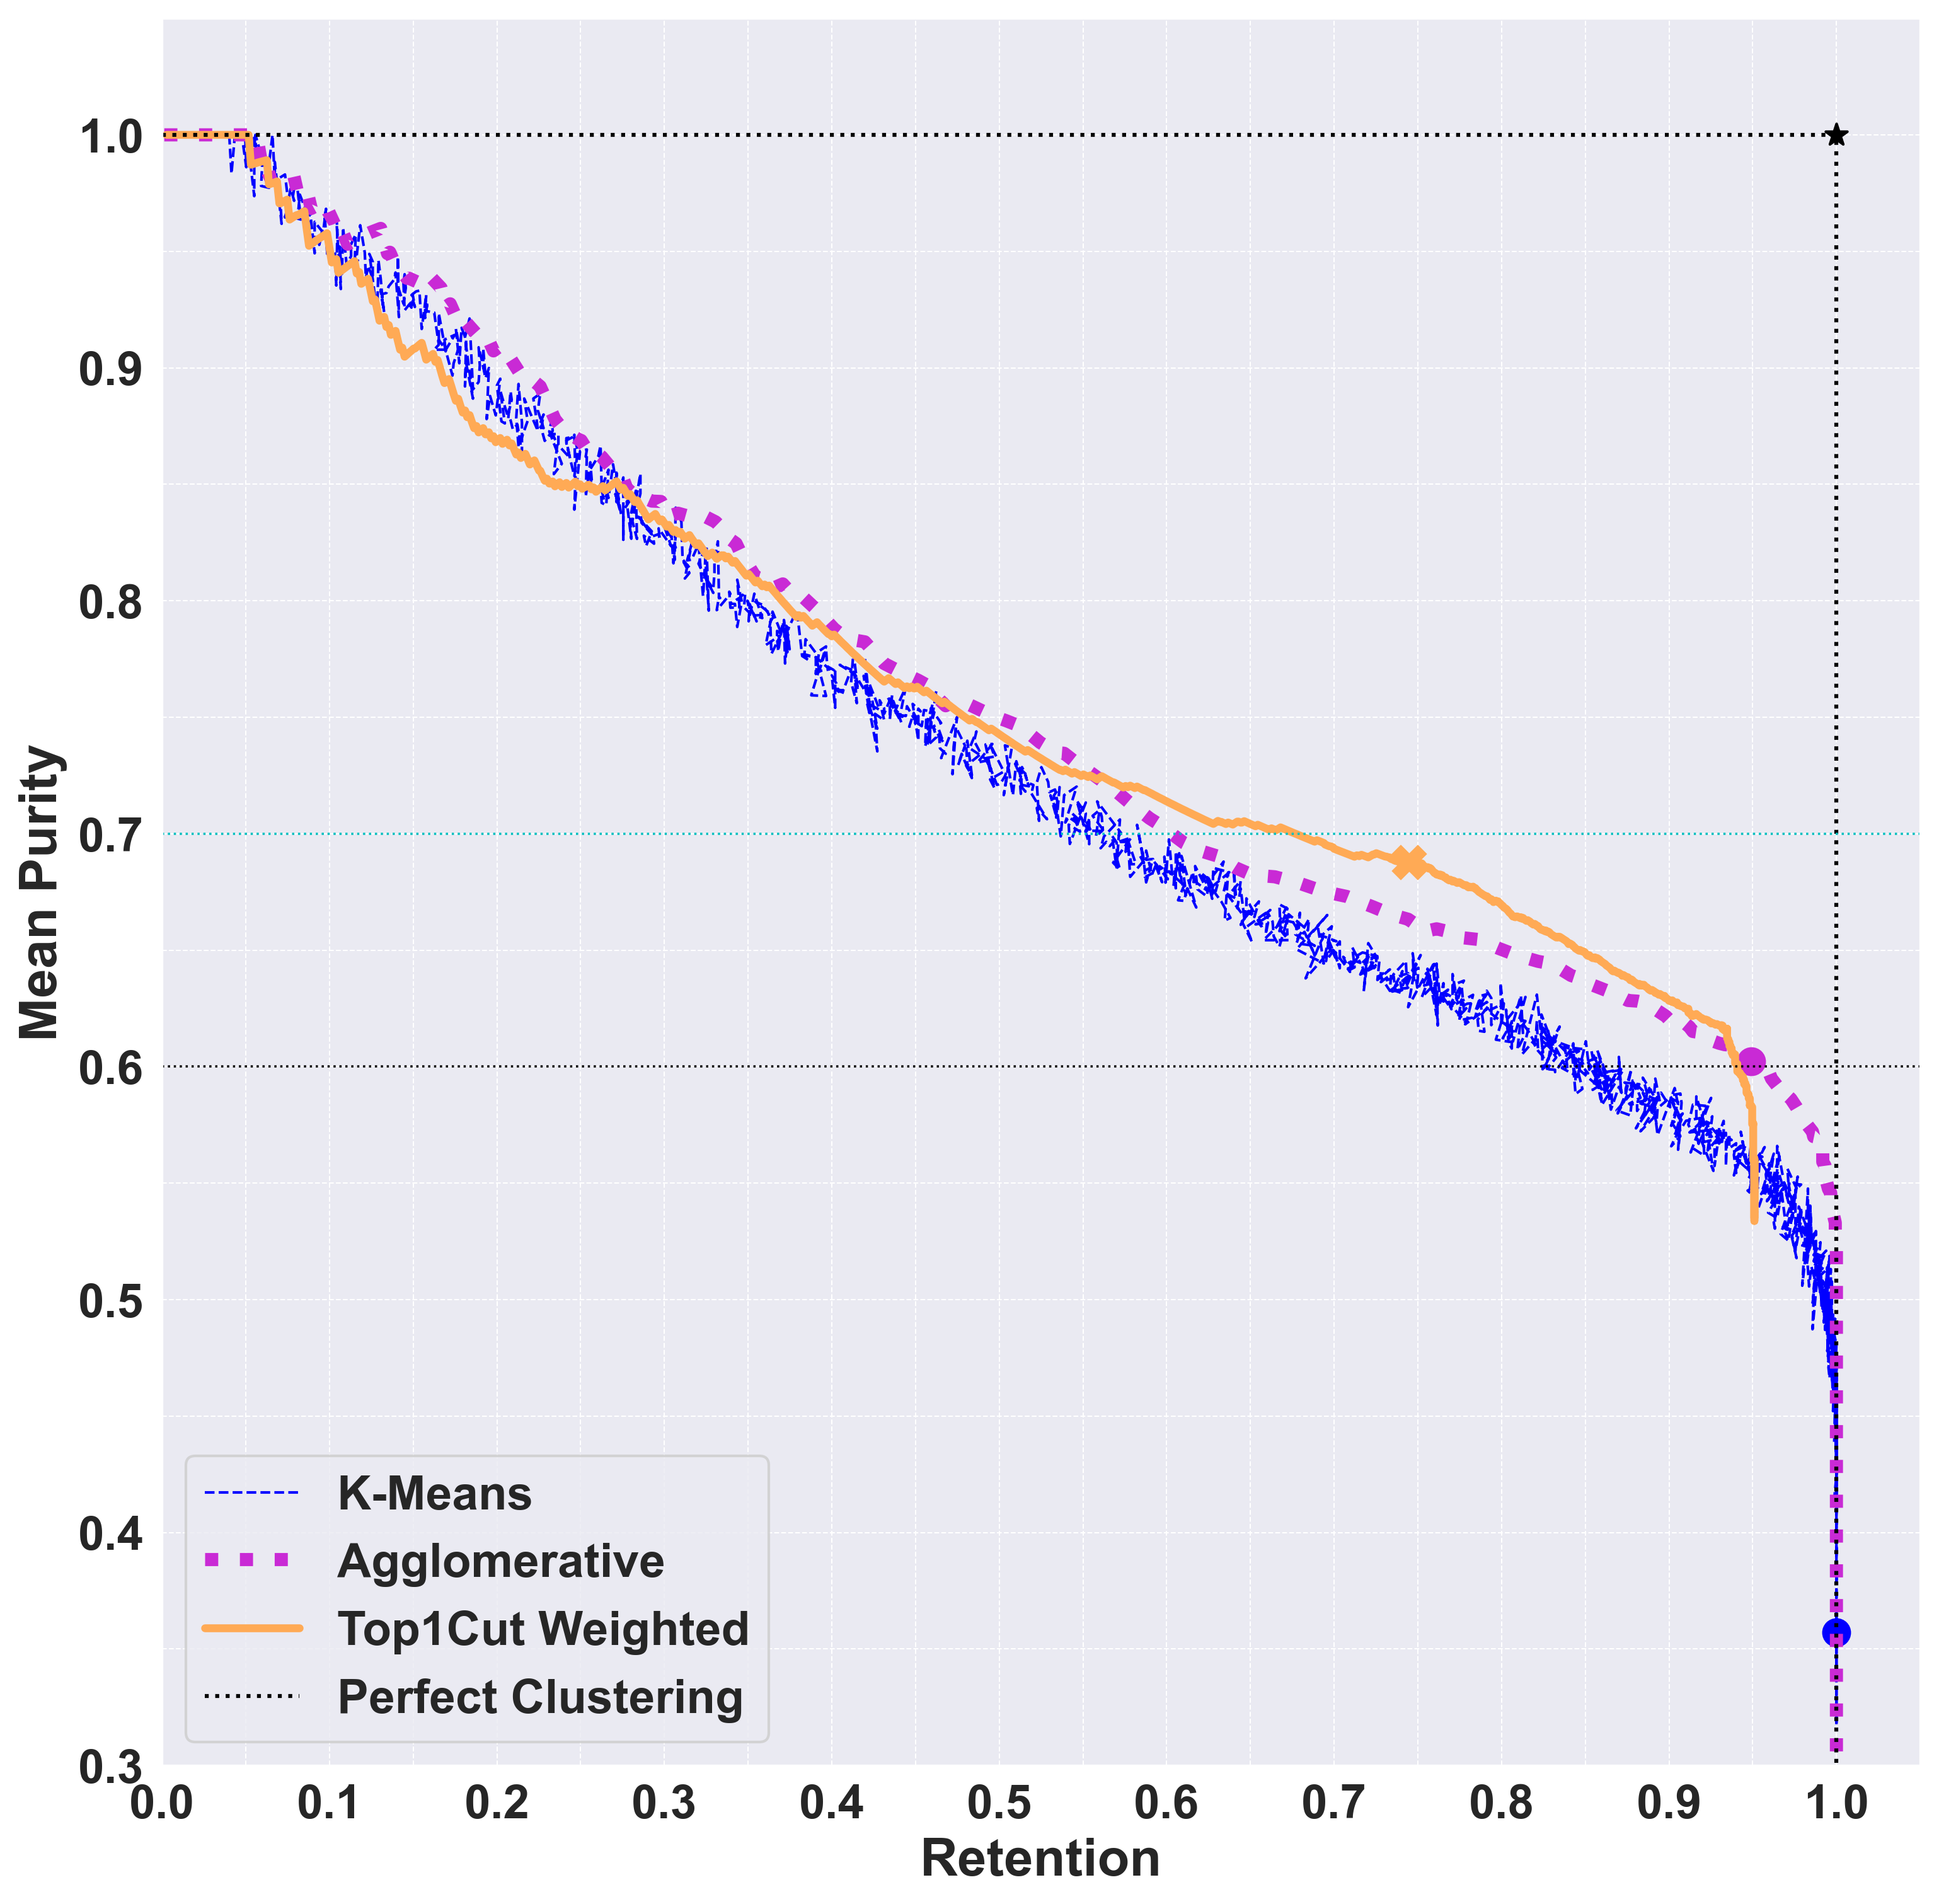 Mean Purity
1.0
0.9
0.8
0.7
0.6
0.5
0.4
0.3
K-Means
Agglomerative
Top1Cut Weighted
Perfect Clustering
0.0 0.1 0.2 0.3 0.4 0.5 0.6 0.7 0.8 0.9 1.0
Retention